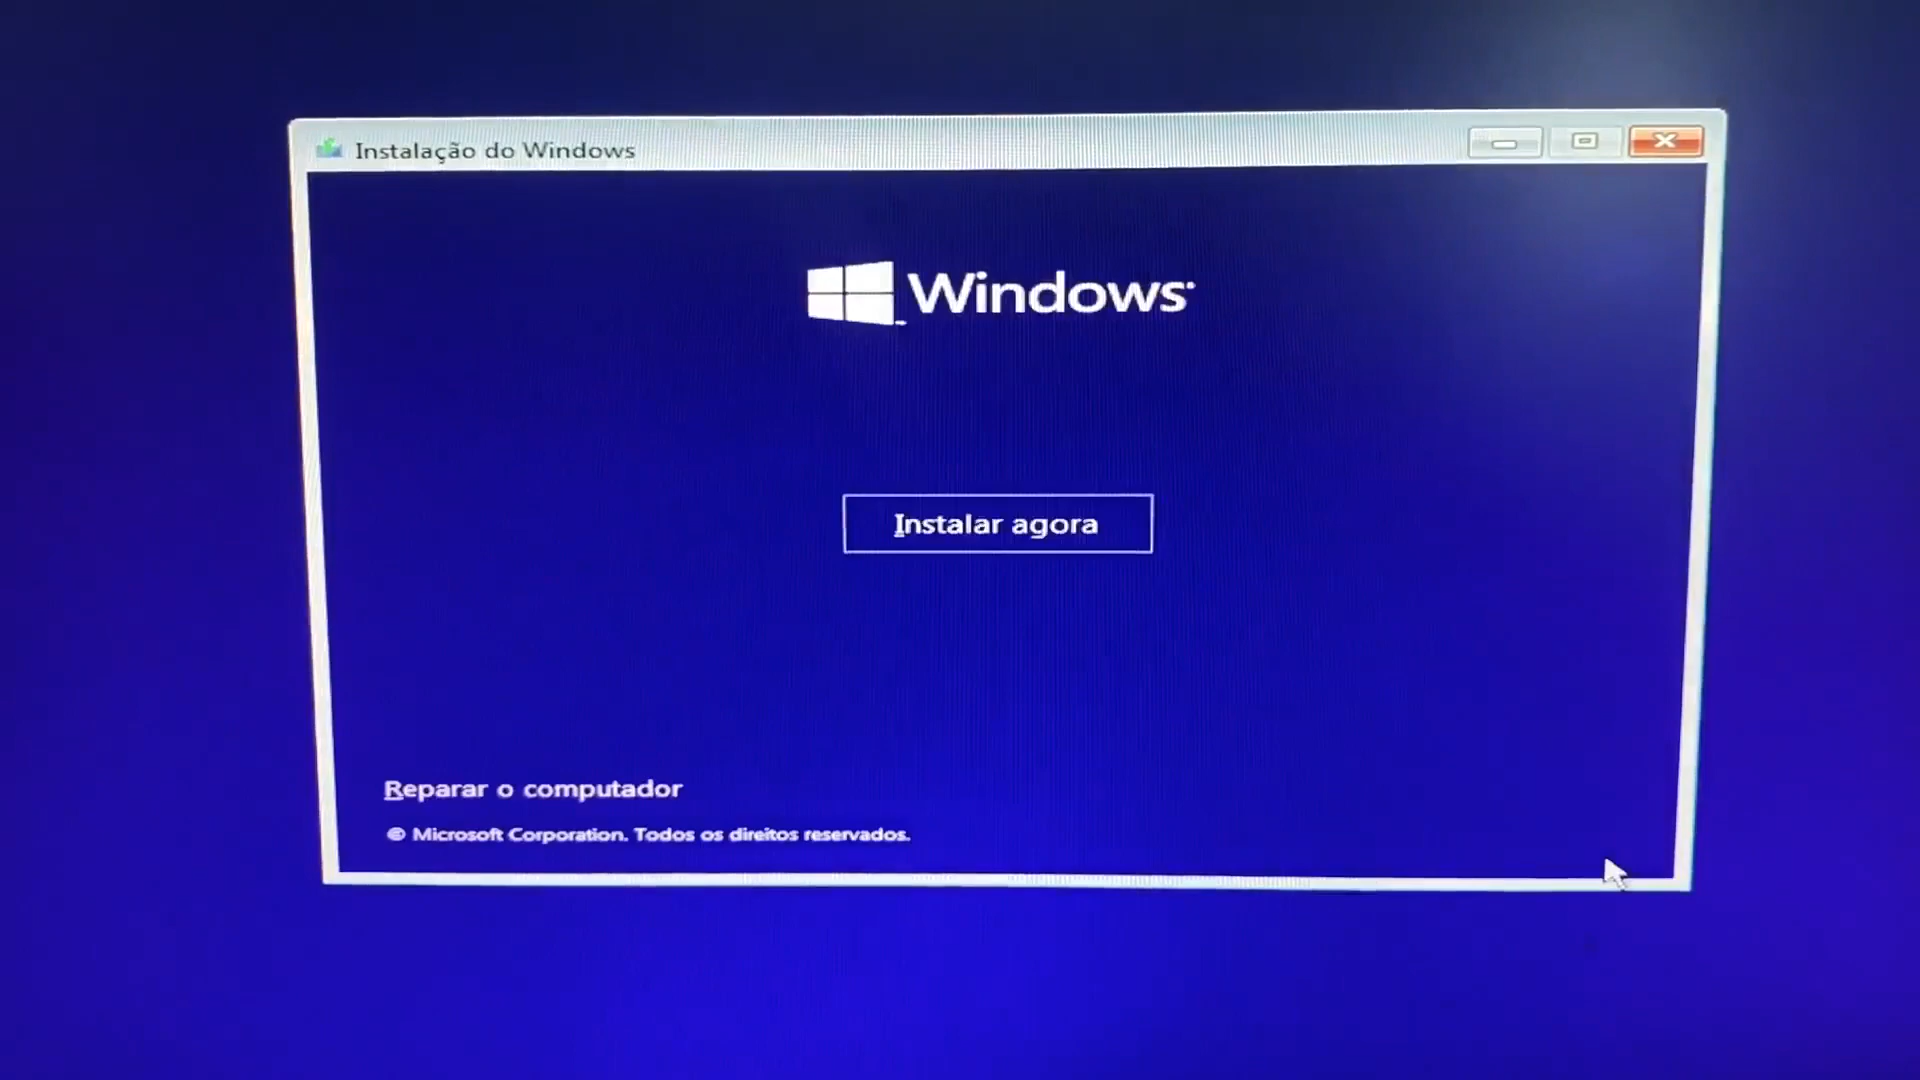 Instalação do Windows
Windows
Instalar agora
Reparar o computador
© Microsoft Corporation. Todos os direitos reservados.